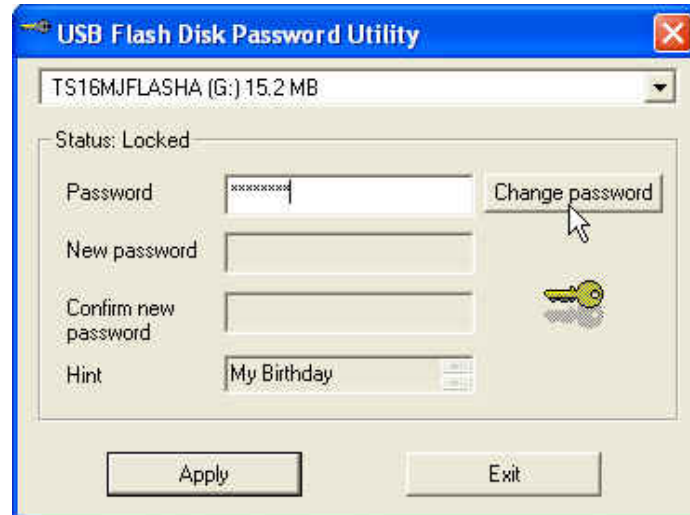 USB Flash Disk Password Utility
TS16MJFLASHA (G:) 15.2 MB
Status: Locked
Password ******** Change password
New password
Confirm new
password
Hint My Birthday
Apply Exit